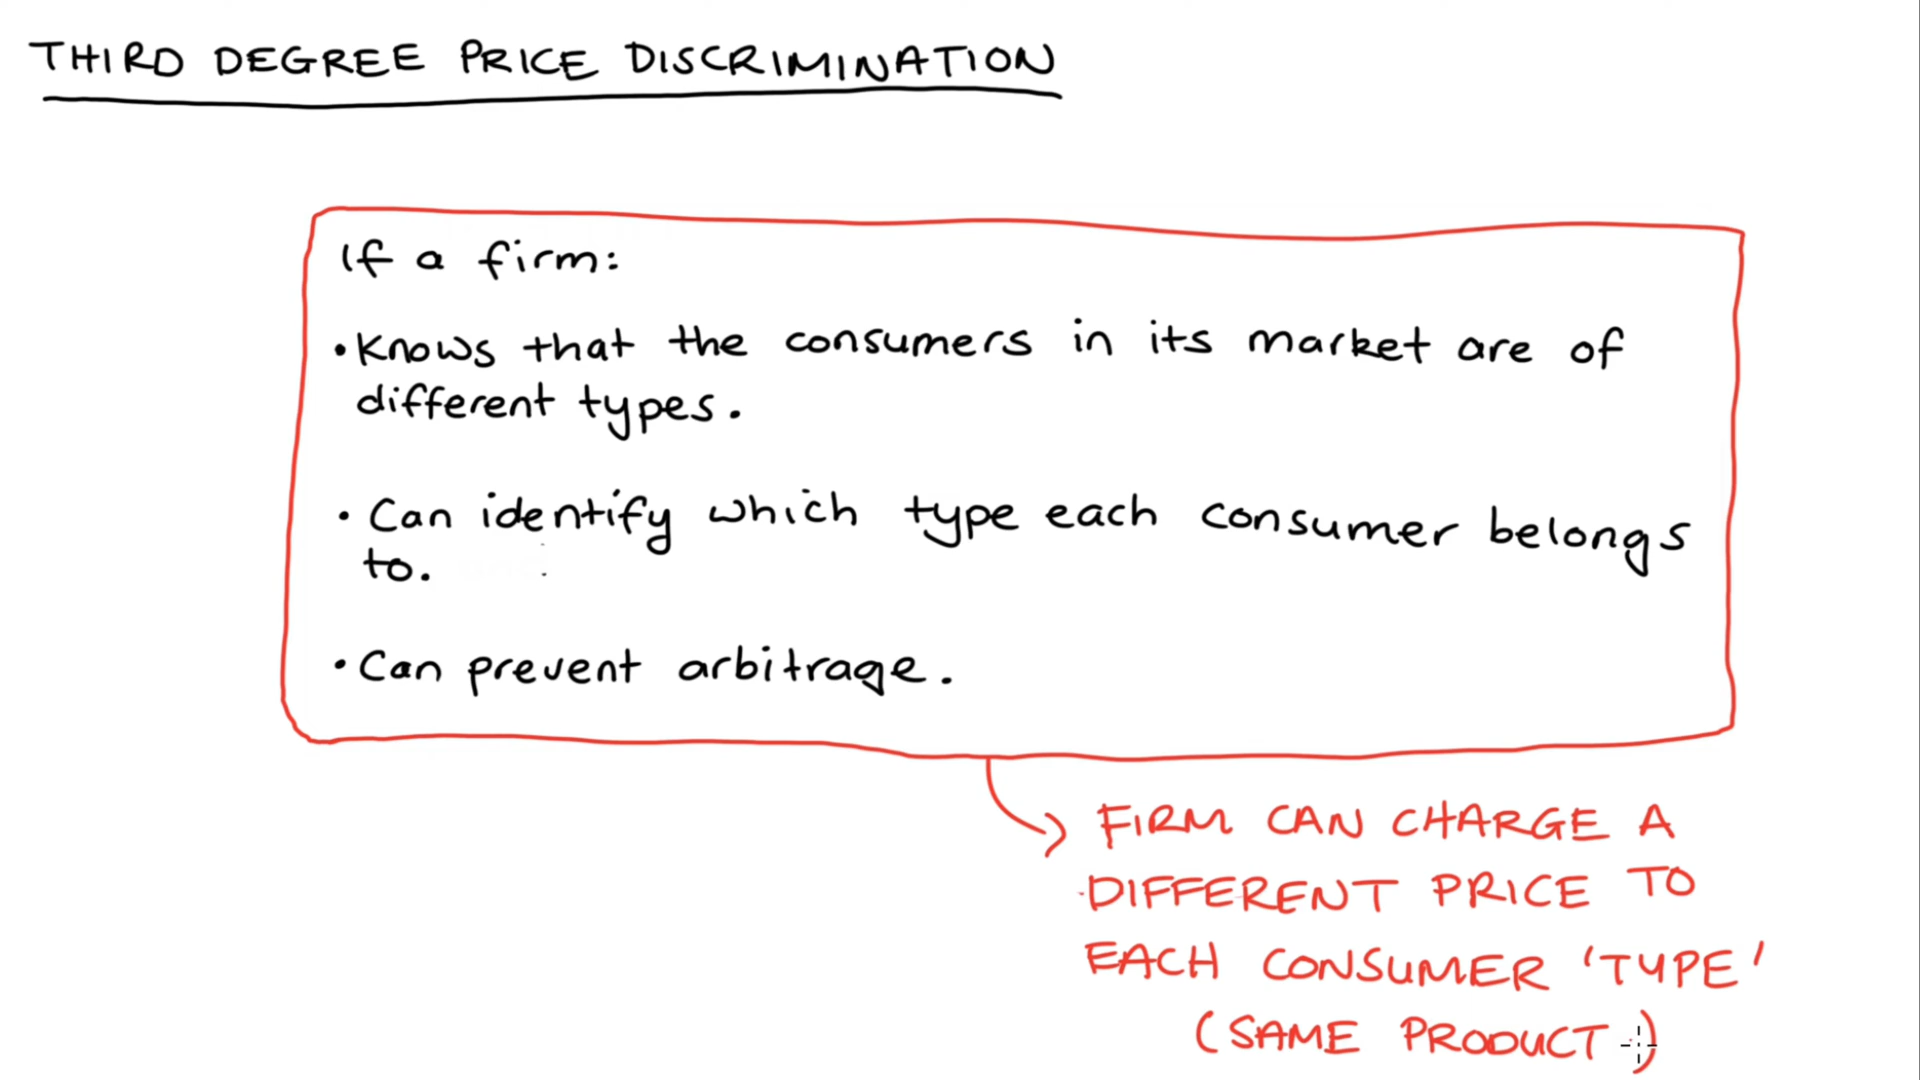 THIRD DEGREE PRICE DISCRIMINATION
If a firm:
• Knows that the consumers in its market are of
different types.
• Can identify which type each consumer belongs
to.
• Can prevent arbitrage.
FIRM CAN CHARGE A
DIFFERENT PRICE TO
EACH CONSUMER 'TYPE'
(SAME PRODUCT)